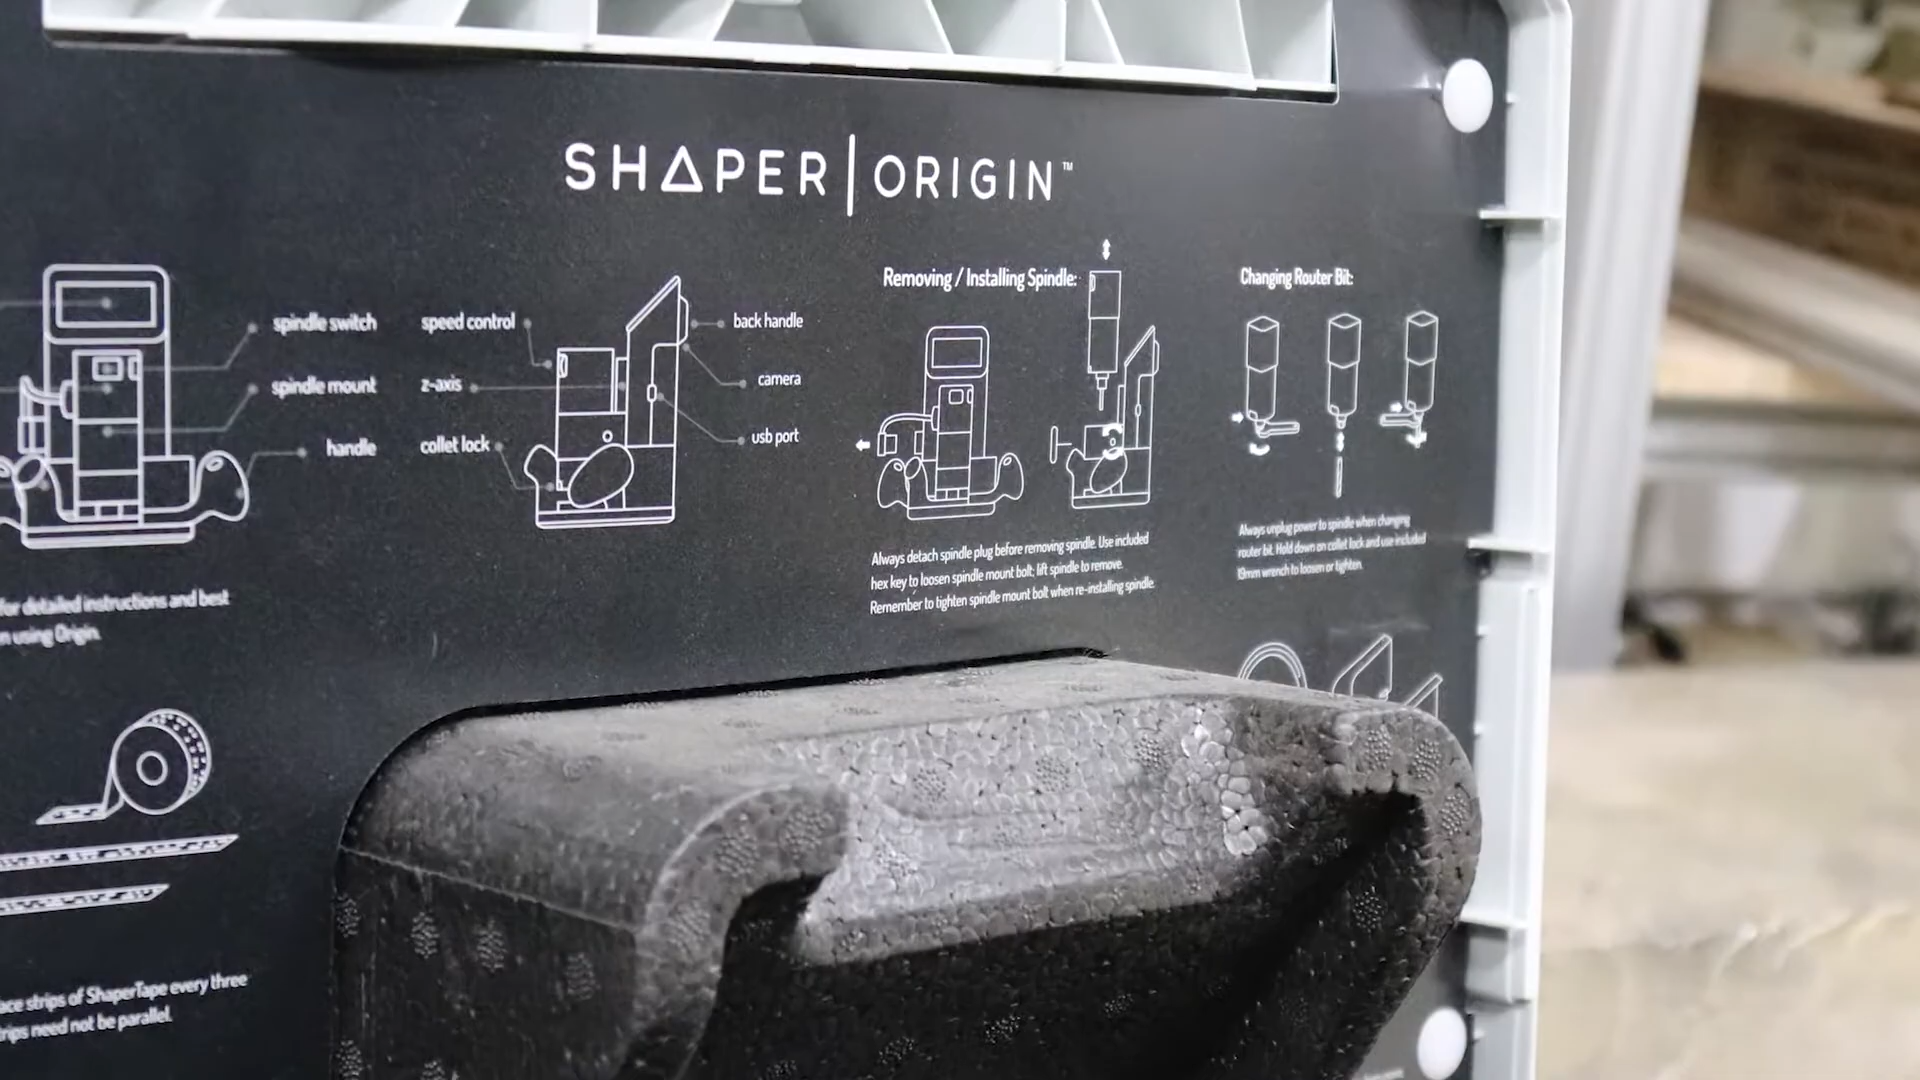 SHAPER | ORIGIN™
spindle switch
spindle mount
handle
speed control
z-axis
collet lock
back handle
camera
usb port
Removing / Installing Spindle:
Always detach spindle plug before removing spindle. Use included
hex key to loosen spindle mount bolt; lift spindle to remove.
Remember to tighten spindle mount bolt when re-installing spindle.
Changing Router Bit:
Always unplug power to spindle when changing
router bit. Hold down on collet lock and use included
19mm wrench to loosen or tighten.
for detailed instructions and best
using Origin.
strips of ShaperTape every three
need not be parallel.